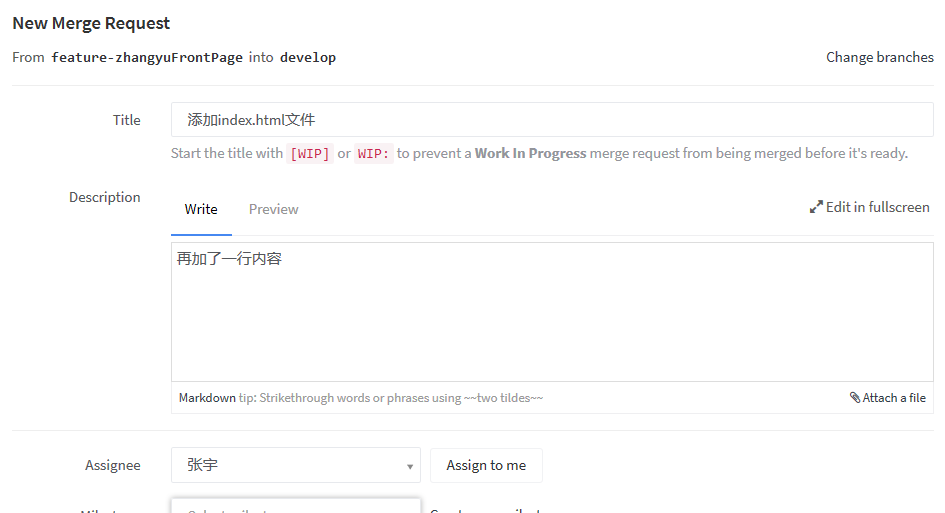 New Merge Request
From feature-zhangyuFrontPage into develop Change branches
Title 添加index.html文件
Start the title with [WIP] or WIP: to prevent a Work In Progress merge request from being merged before it's ready.
Description Write Preview Edit in fullscreen
再加了一行内容
Markdown tip: Strikethrough words or phrases using ~~two tildes~~ Attach a file
Assignee 张宇 Assign to me